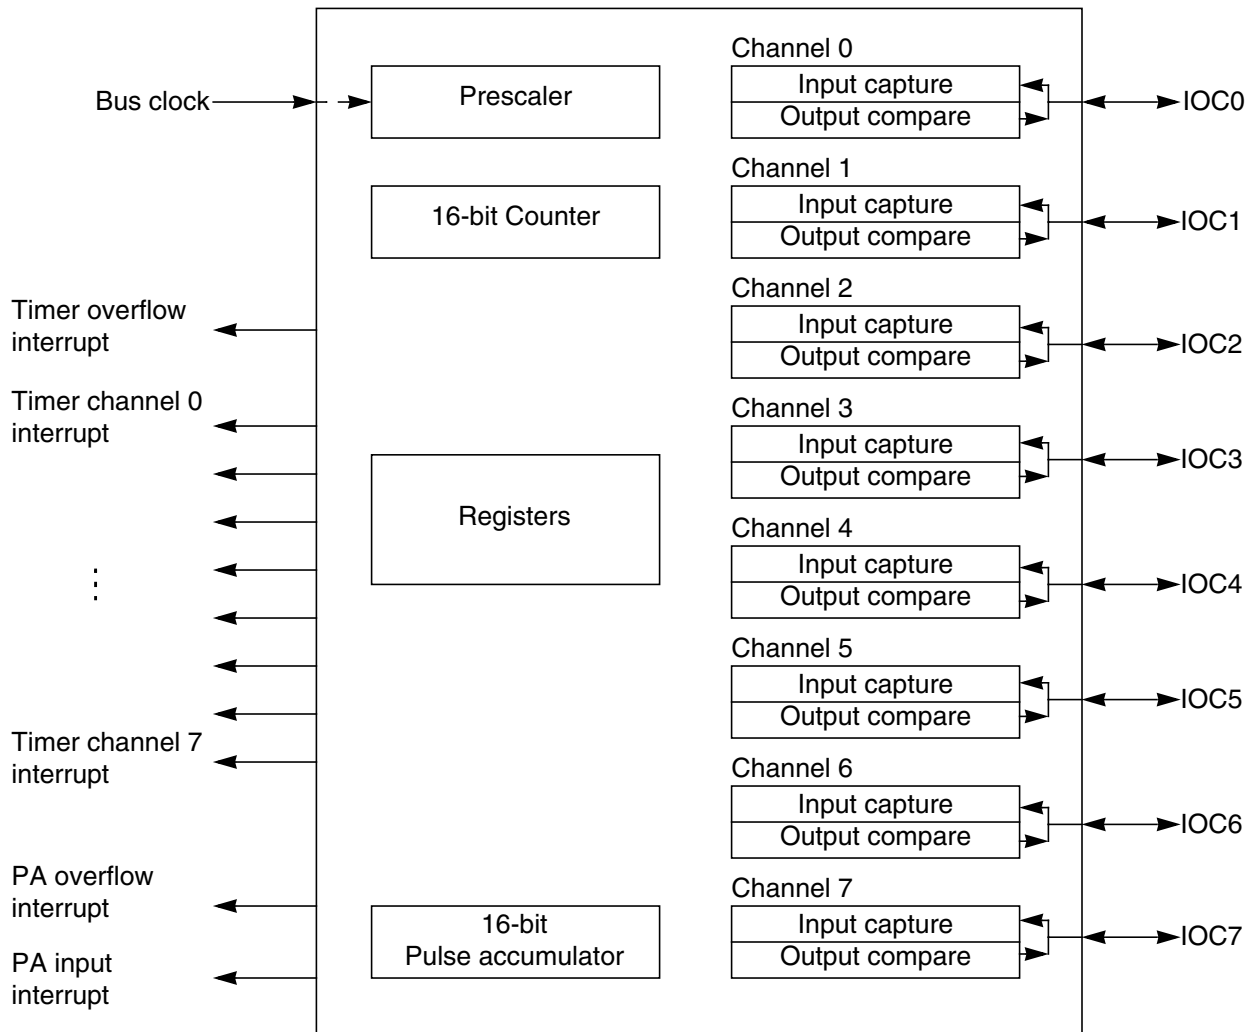 Channel 0
Bus clock
Prescaler
Input capture
Output compare
IOC0
Channel 1
16-bit Counter
Input capture
Output compare
IOC1
Channel 2
Timer overflow
interrupt
Input capture
Output compare
IOC2
Timer channel 0
interrupt
Channel 3
Input capture
Output compare
IOC3
Registers
Channel 4
Input capture
Output compare
IOC4
Channel 5
Input capture
Output compare
IOC5
Timer channel 7
interrupt
Channel 6
Input capture
Output compare
IOC6
PA overflow
interrupt
Channel 7
16-bit
Pulse accumulator
Input capture
Output compare
IOC7
PA input
interrupt